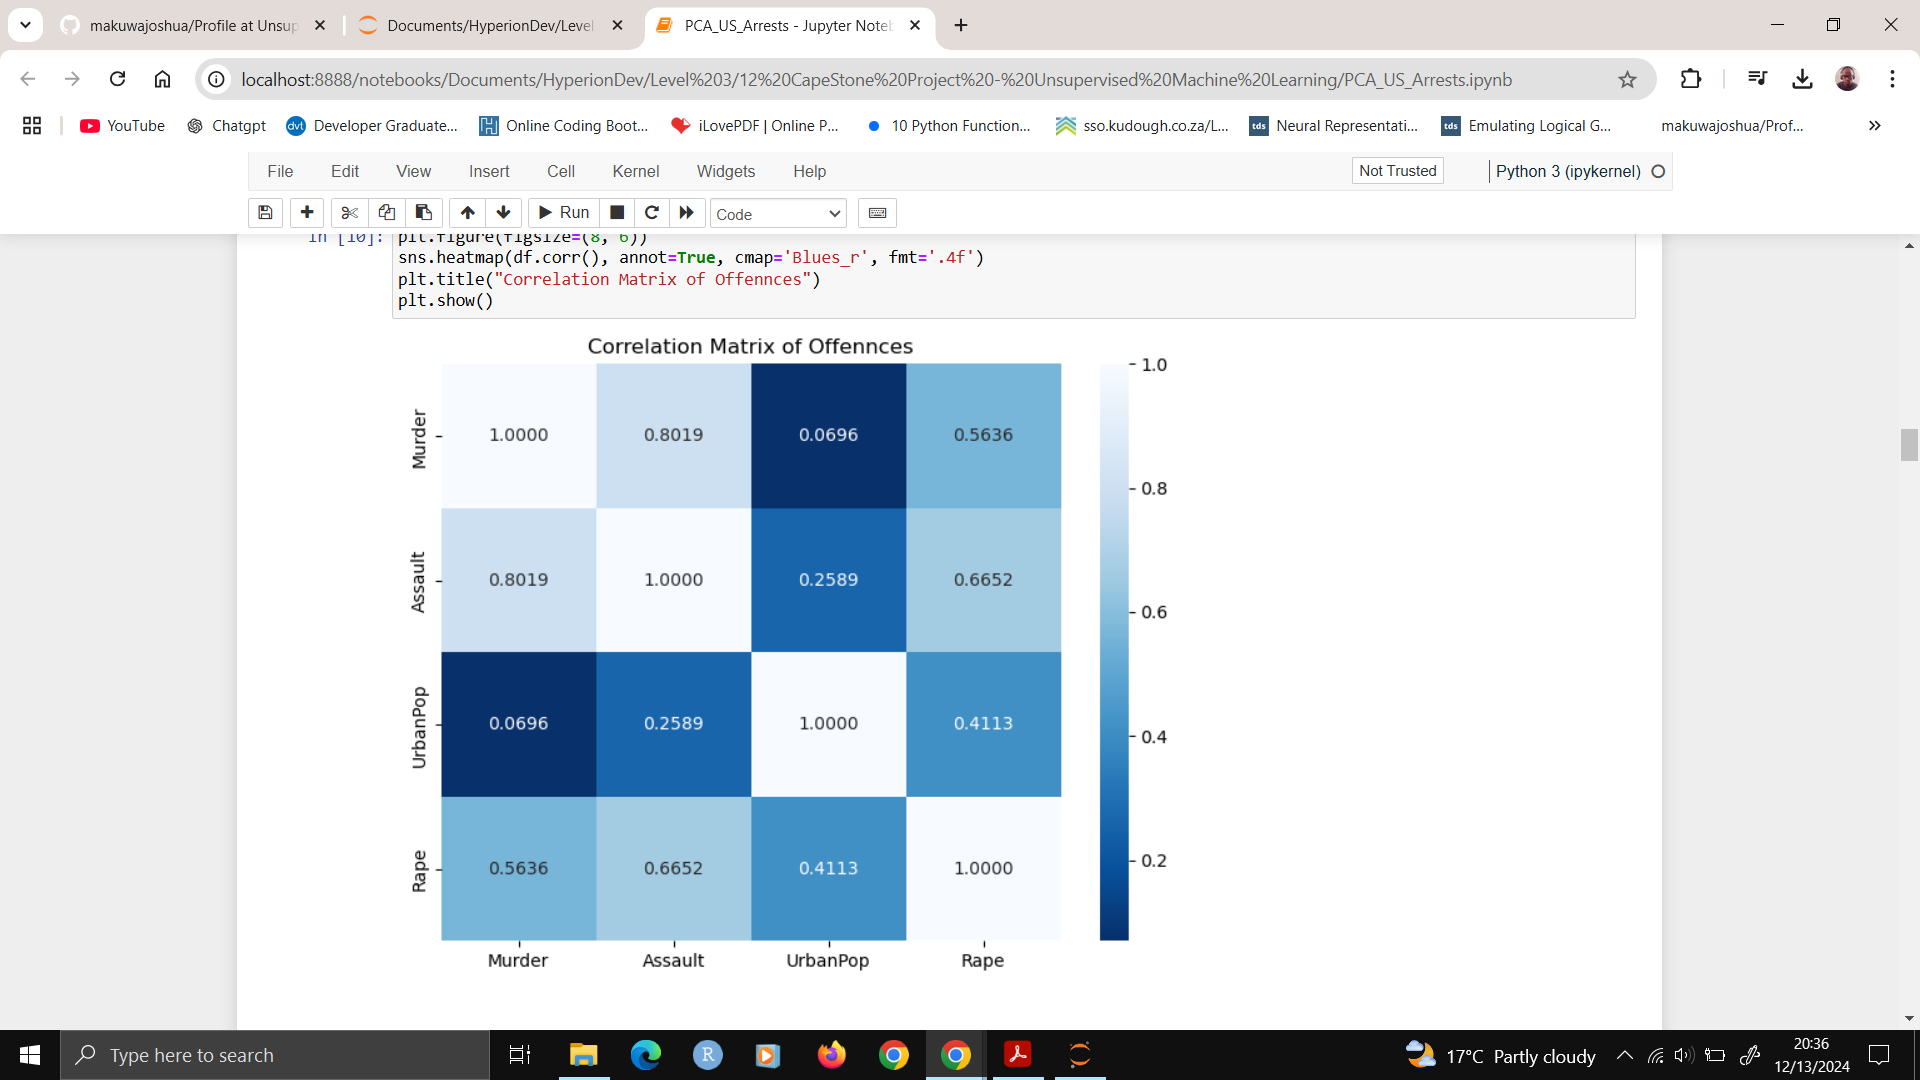 makuwajoshua/Profile at Unsup
Documents/HyperionDev/Level
PCA_US_Arrests - Jupyter Noteb
localhost:8888/notebooks/Documents/HyperionDev/Level%203/12%20CapeStone%20Project%20-%20Unsupervised%20Machine%20Learning/PCA_US_Arrests.ipynb
YouTube Chatgpt dvt Developer Graduate... Online Coding Boot... iLovePDF | Online P... 10 Python Function... sso.kudough.co.za/L... tds Neural Representati... tds Emulating Logical G... makuwajoshua/Prof... »
File Edit View Insert Cell Kernel Widgets Help Not Trusted Python 3 (ipykernel)
Run Code
In [10]: plt.figure(figsize=(8, 6))
sns.heatmap(df.corr(), annot=True, cmap='Blues_r', fmt='.4f')
plt.title("Correlation Matrix of Offennces")
plt.show()
Correlation Matrix of Offennces
Murder 1.0000 0.8019 0.0696 0.5636
Assault 0.8019 1.0000 0.2589 0.6652
UrbanPop 0.0696 0.2589 1.0000 0.4113
Rape 0.5636 0.6652 0.4113 1.0000
Murder Assault UrbanPop Rape
1.0
0.8
0.6
0.4
0.2
Type here to search
R
17°C Partly cloudy
20:36
12/13/2024